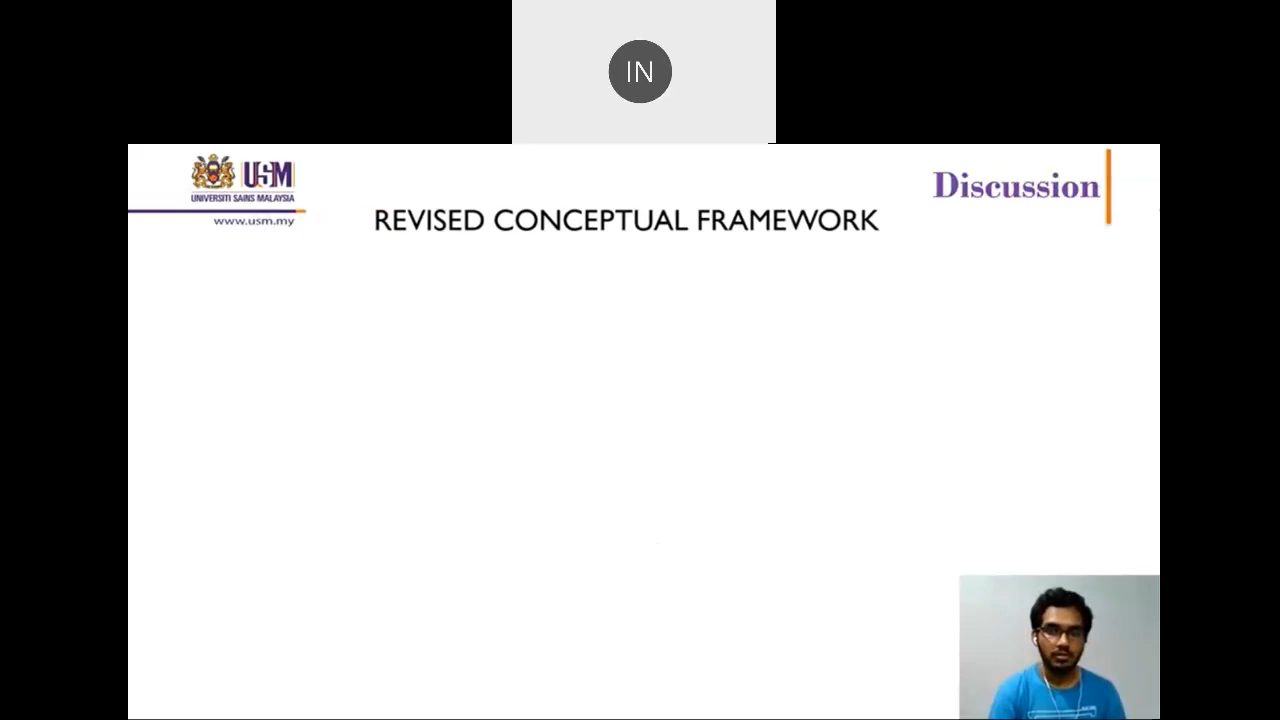 IN
USM
UNIVERSITI SAINS MALAYSIA
www.usm.my
Discussion
REVISED CONCEPTUAL FRAMEWORK